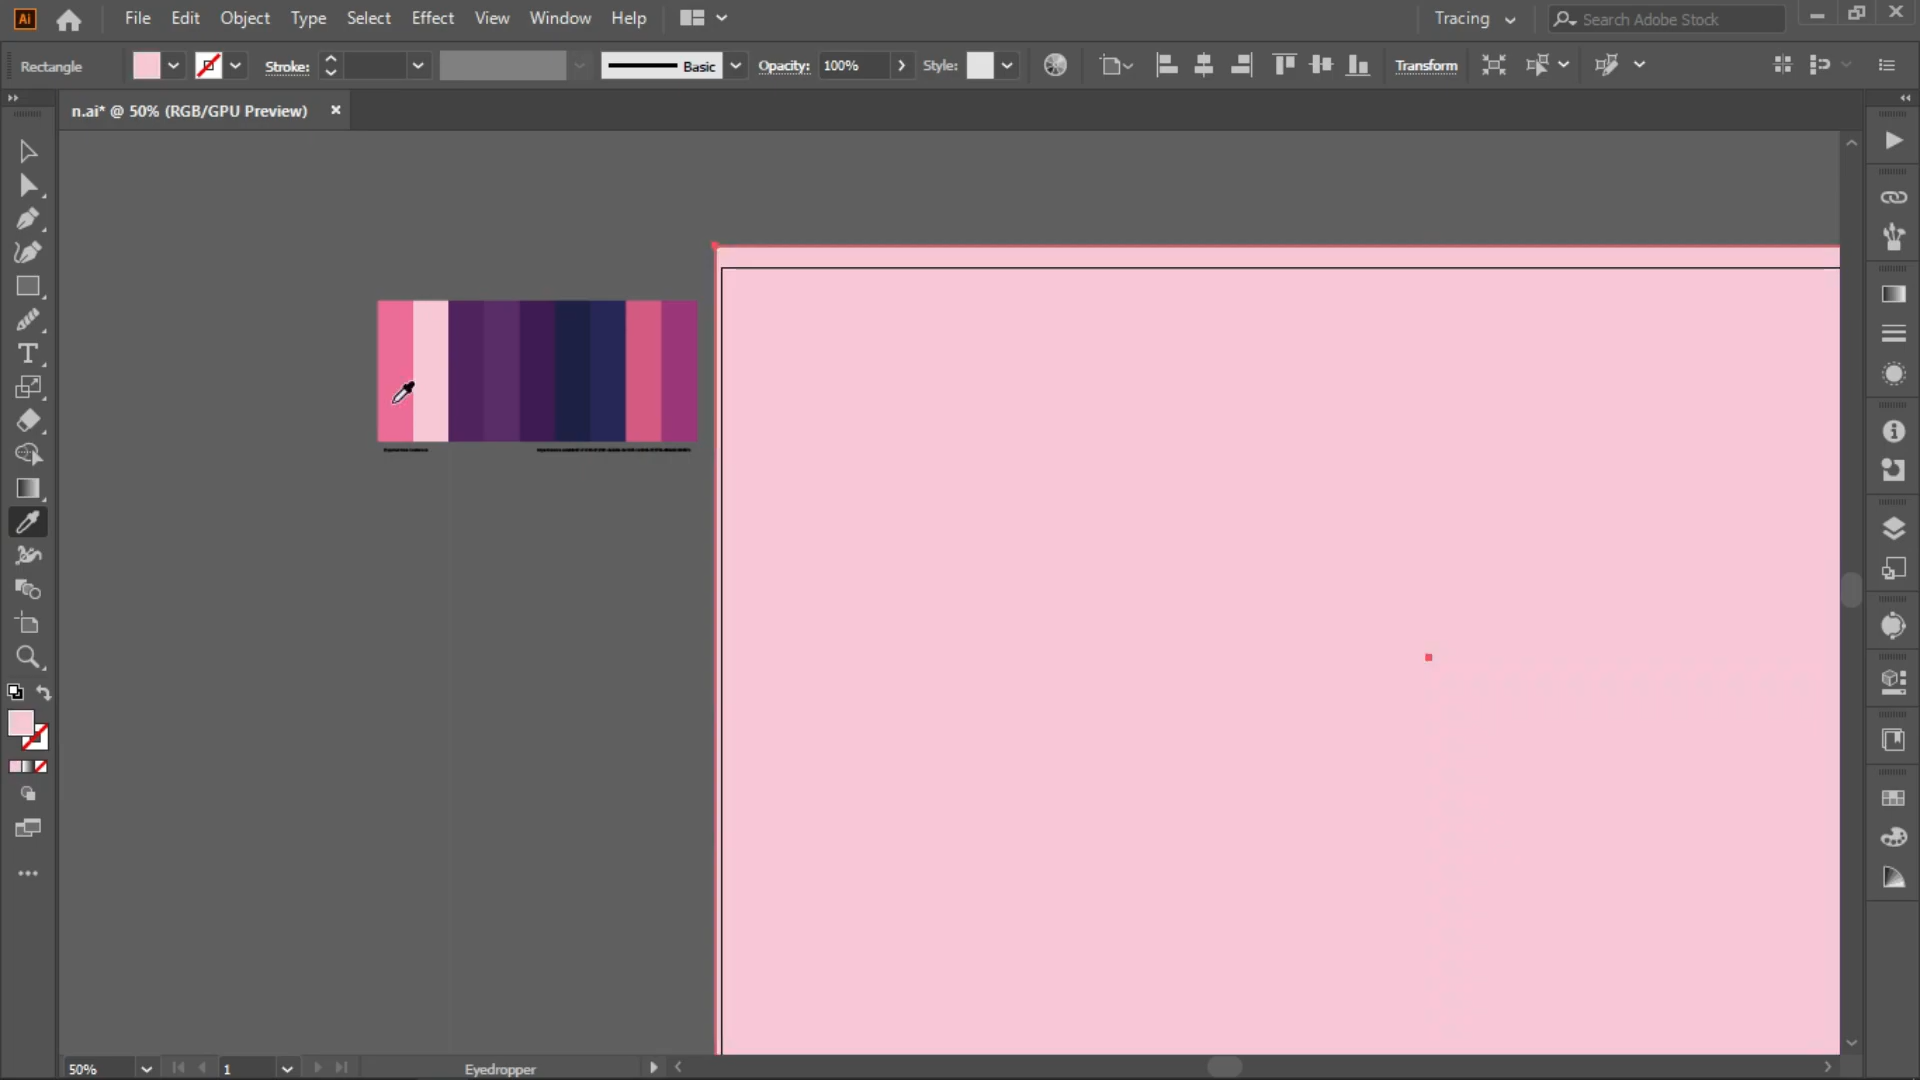 Ai File Edit Object Type Select Effect View Window Help Tracing Search Adobe Stock
Rectangle Stroke: Basic Opacity: 100% Style: Transform
n.ai* @ 50% (RGB/GPU Preview)
50% 1 Eyedropper